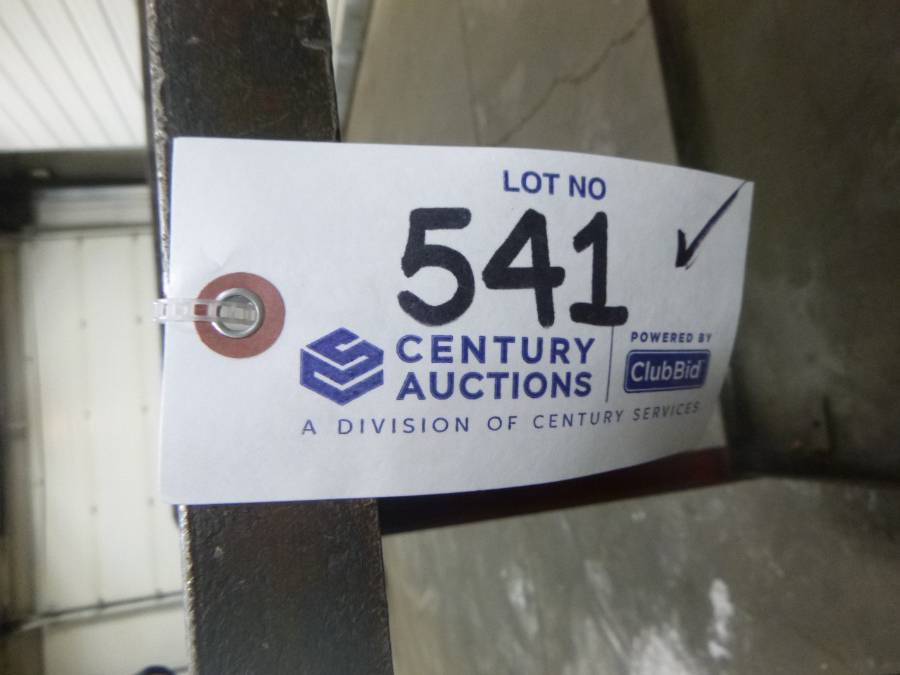 LOT NO
541
CENTURY
AUCTIONS
POWERED BY
ClubBid
A DIVISION OF CENTURY SERVICES